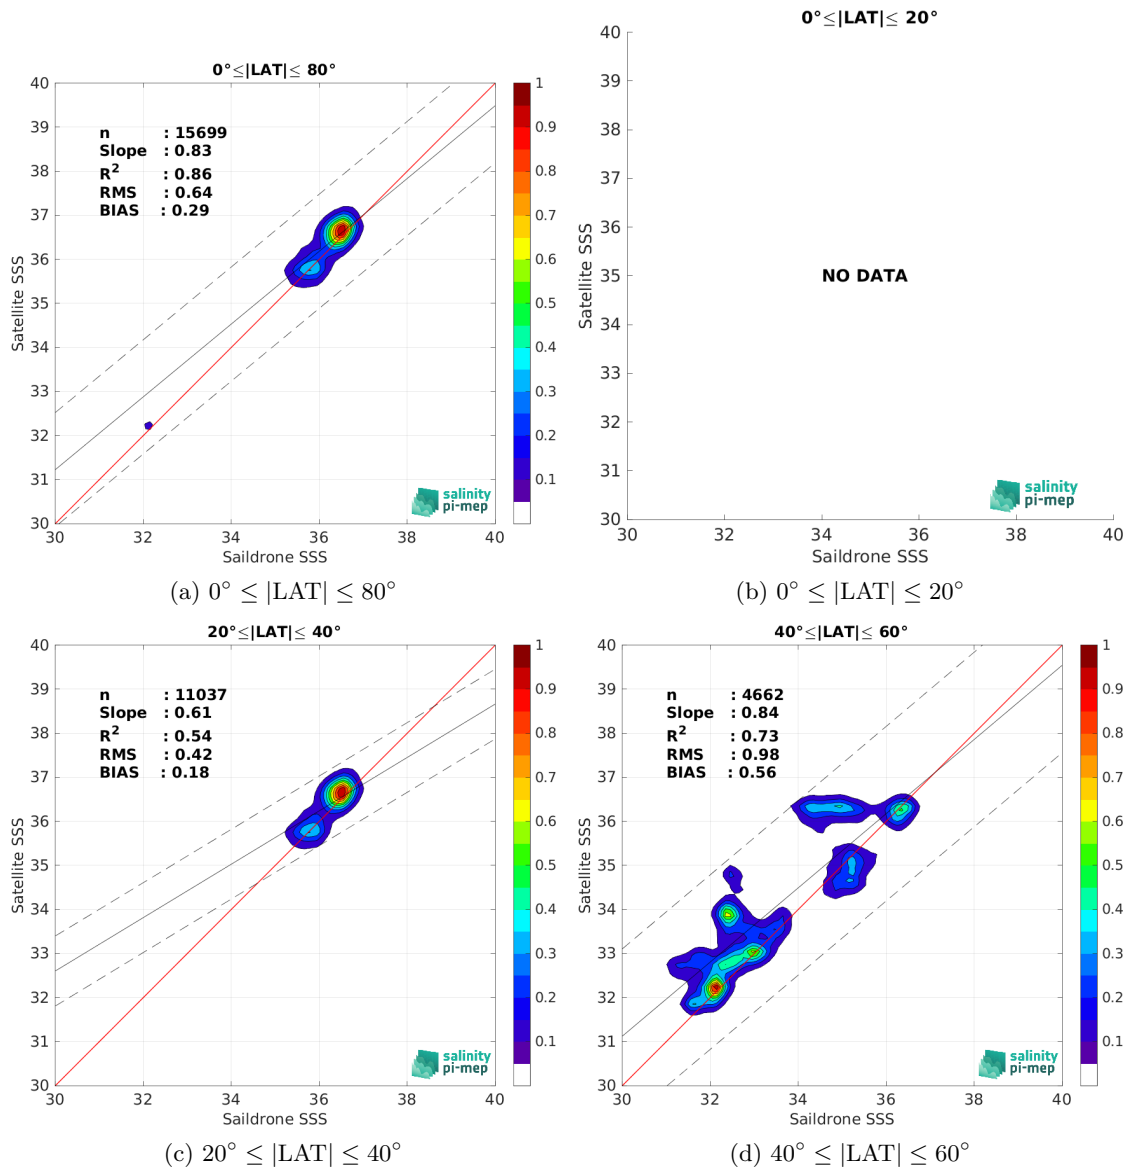 0°≤|LAT|≤ 80°
n : 15699
Slope : 0.83
R² : 0.86
RMS : 0.64
BIAS : 0.29
40
39
38
37
36
35
34
33
32
31
30
Satellite SSS
30 32 34 36 38 40
Saildrone SSS
1
0.9
0.8
0.7
0.6
0.5
0.4
0.3
0.2
0.1
salinity
pi-mep
(a) 0° ≤ |LAT| ≤ 80°
0°≤|LAT|≤ 20°
40
39
38
37
36
35
34
33
32
31
30
Satellite SSS
NO DATA
30 32 34 36 38 40
Saildrone SSS
salinity
pi-mep
(b) 0° ≤ |LAT| ≤ 20°
20°≤|LAT|≤ 40°
n : 11037
Slope : 0.61
R² : 0.54
RMS : 0.42
BIAS : 0.18
40
39
38
37
36
35
34
33
32
31
30
Satellite SSS
30 32 34 36 38 40
Saildrone SSS
1
0.9
0.8
0.7
0.6
0.5
0.4
0.3
0.2
0.1
salinity
pi-mep
(c) 20° ≤ |LAT| ≤ 40°
40°≤|LAT|≤ 60°
n : 4662
Slope : 0.84
R² : 0.73
RMS : 0.98
BIAS : 0.56
40
39
38
37
36
35
34
33
32
31
30
Satellite SSS
30 32 34 36 38 40
Saildrone SSS
1
0.9
0.8
0.7
0.6
0.5
0.4
0.3
0.2
0.1
salinity
pi-mep
(d) 40° ≤ |LAT| ≤ 60°